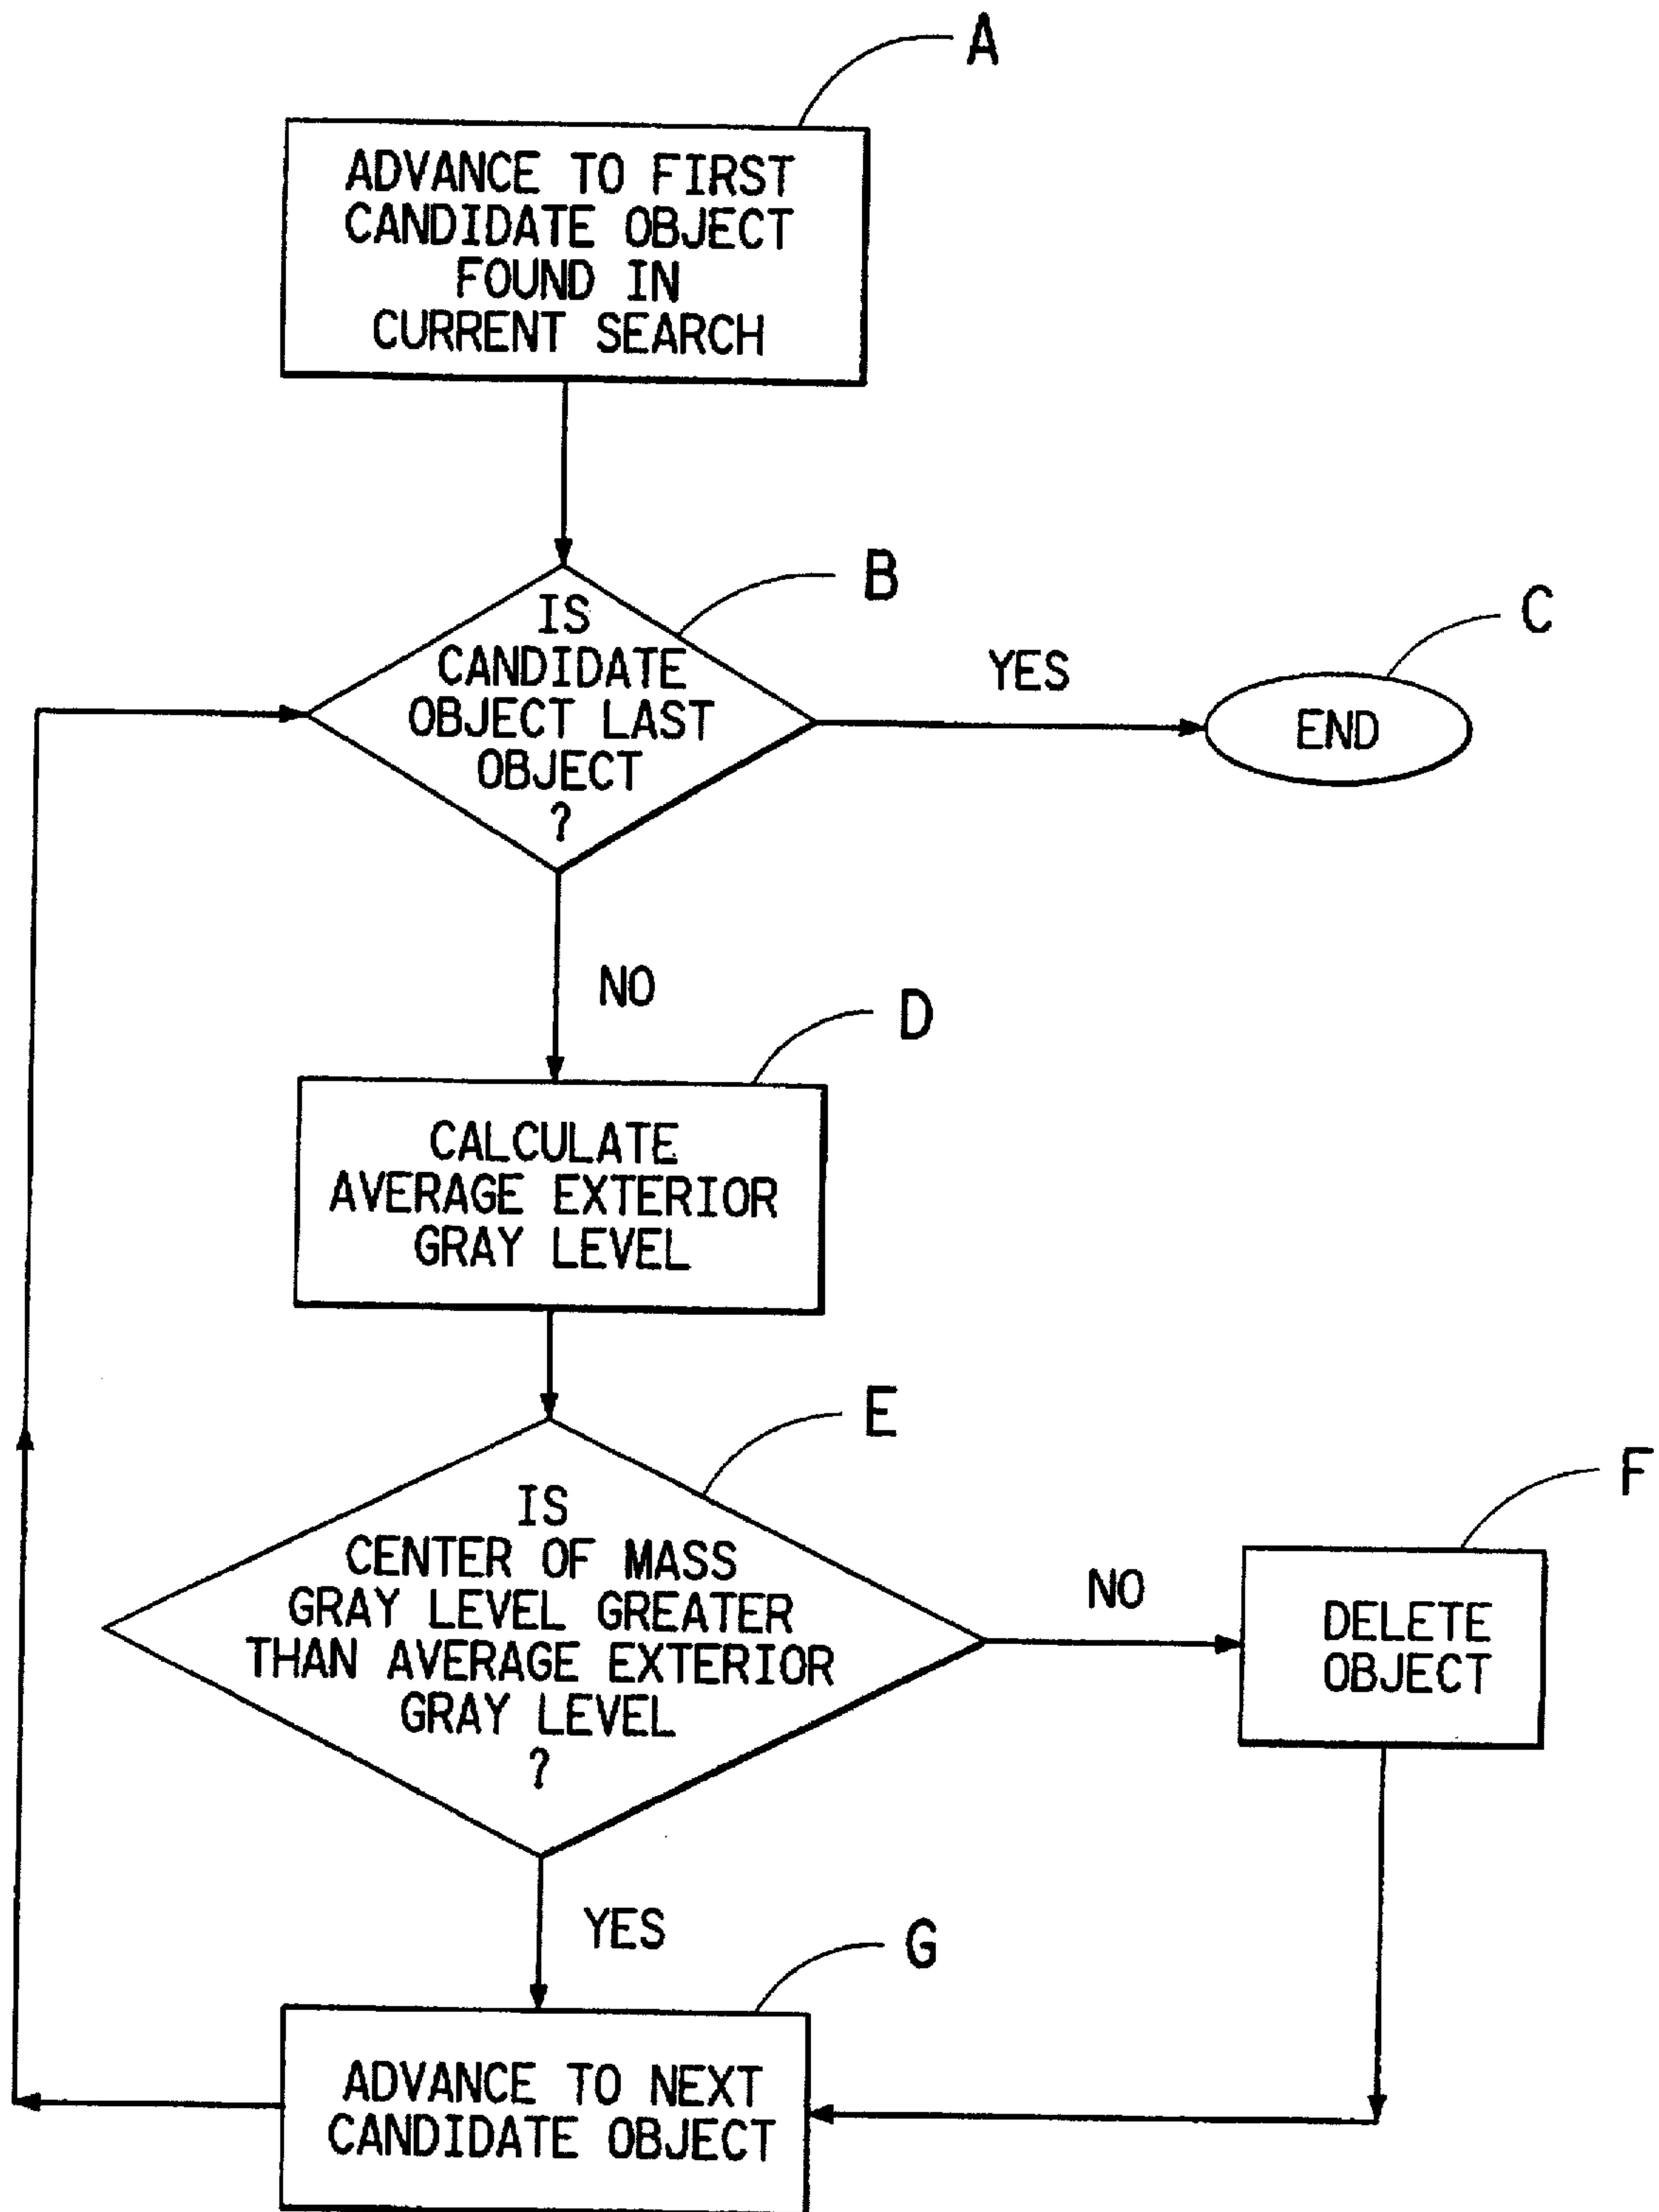 A
ADVANCE TO FIRST
CANDIDATE OBJECT
FOUND IN
CURRENT SEARCH
B
IS
CANDIDATE
OBJECT LAST
OBJECT
?
YES
C
END
NO
D
CALCULATE
AVERAGE EXTERIOR
GRAY LEVEL
E
IS
CENTER OF MASS
GRAY LEVEL GREATER
THAN AVERAGE EXTERIOR
GRAY LEVEL
?
NO
F
DELETE
OBJECT
YES
G
ADVANCE TO NEXT
CANDIDATE OBJECT